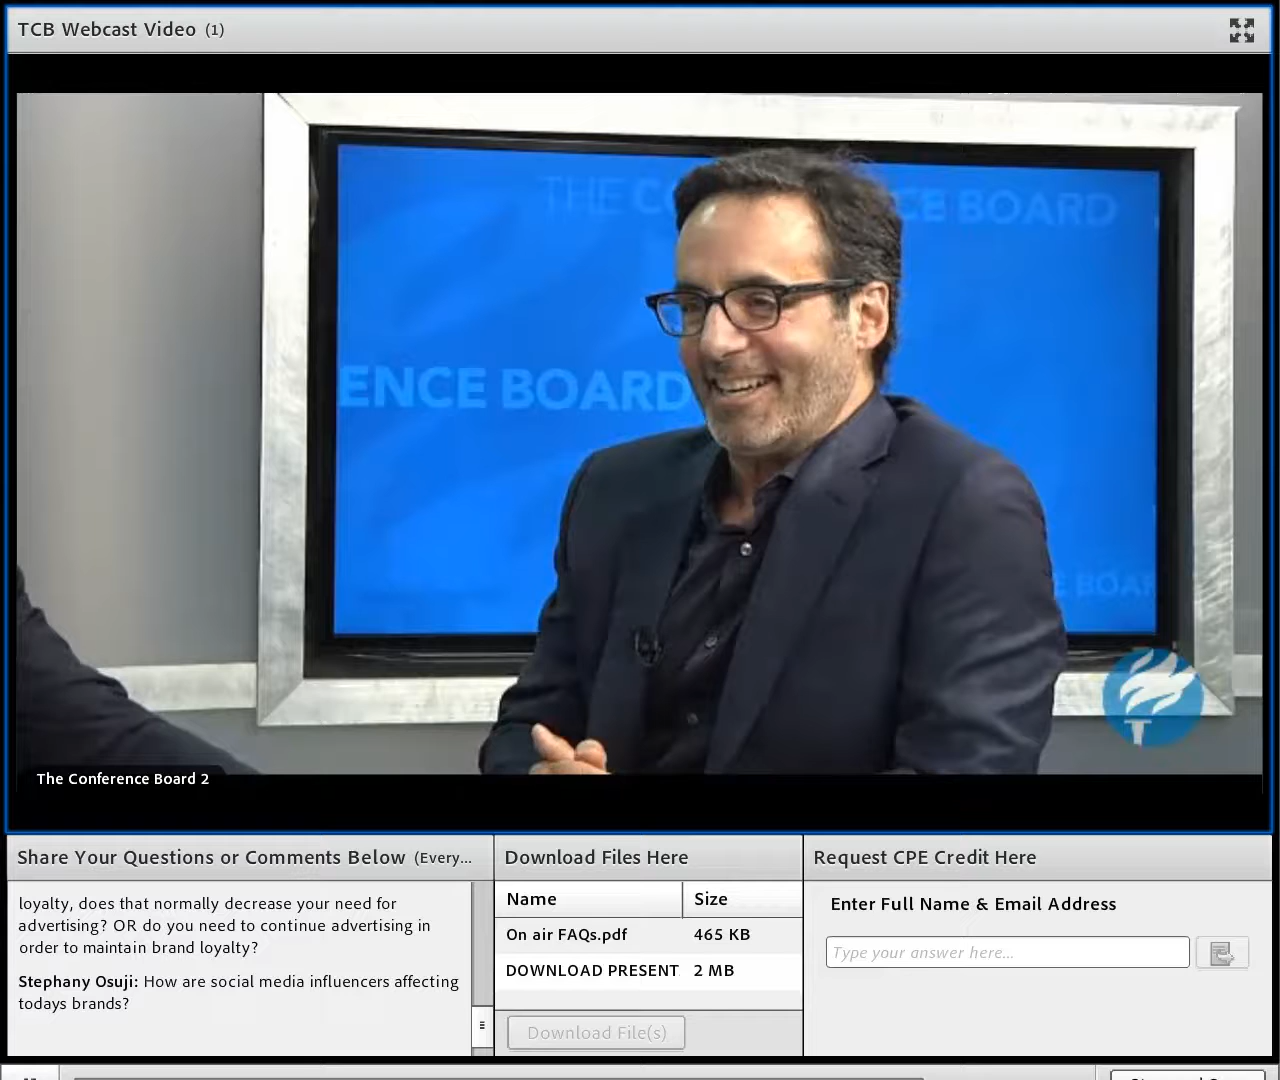 TCB Webcast Video (1)
THE CO CE BOARD
ENCE BOARD
E BOAR
The Conference Board 2
Share Your Questions or Comments Below (Every...
loyalty, does that normally decrease your need for
advertising? OR do you need to continue advertising in
order to maintain brand loyalty?
Stephany Osuji: How are social media influencers affecting
todays brands?
Download Files Here
Name Size
On air FAQs.pdf 465 KB
DOWNLOAD PRESENT 2 MB
Download File(s)
Request CPE Credit Here
Enter Full Name & Email Address
Type your answer here...